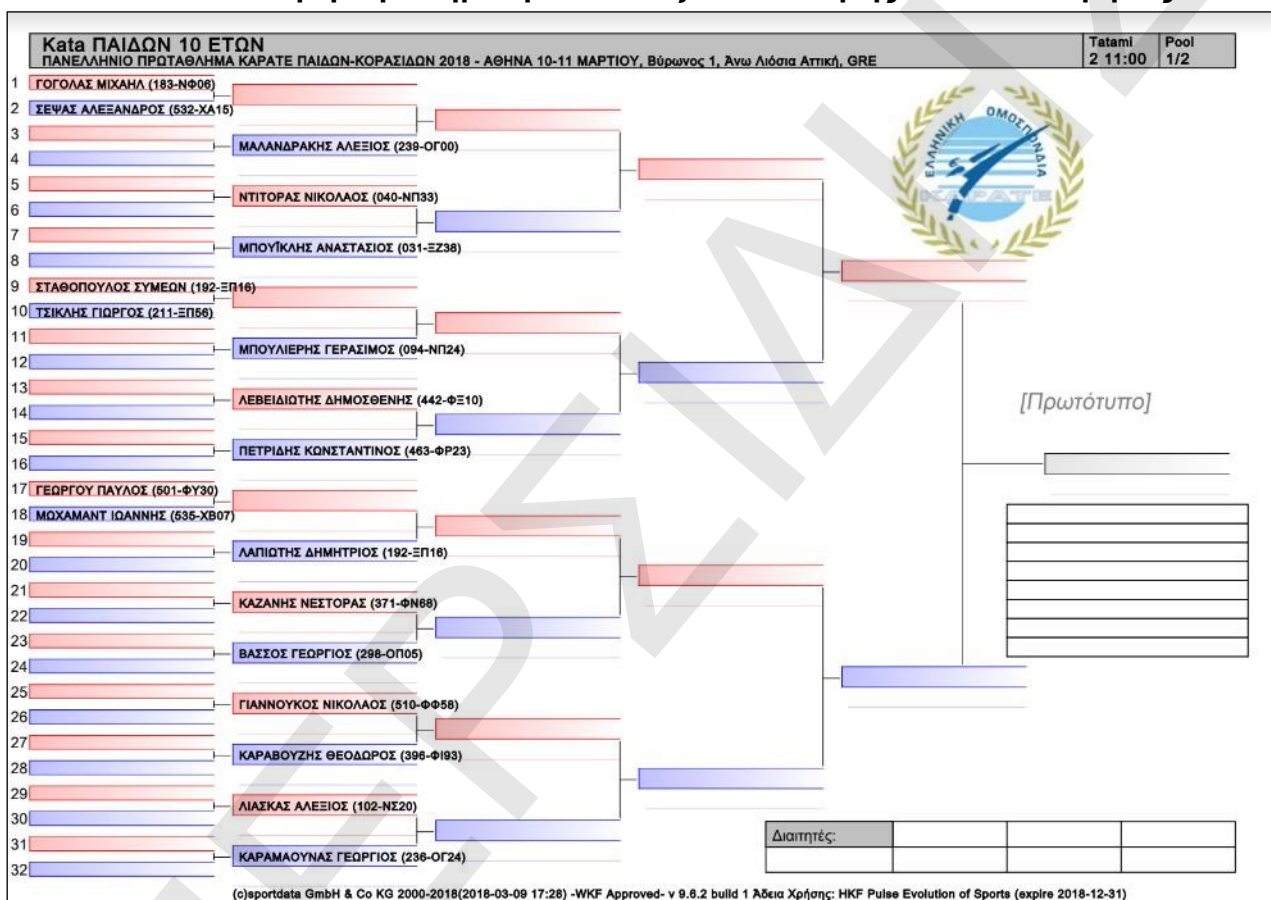 Kata ΠΑΙΔΩΝ 10 ΕΤΩΝ
ΠΑΝΕΛΛΗΝΙΟ ΠΡΩΤΑΘΛΗΜΑ ΚΑΡΑΤΕ ΠΑΙΔΩΝ-ΚΟΡΑΣΙΔΩΝ 2018 - ΑΘΗΝΑ 10-11 ΜΑΡΤΙΟΥ, Βύρωνος 1, Άνω Λιόσια Αττική, GRE
Tatami Pool
2 11:00 1/2
1 ΓΟΓΟΛΑΣ ΜΙΧΑΗΛ (183-ΝΦ06)
2 ΣΕΨΑΣ ΑΛΕΞΑΝΔΡΟΣ (532-ΧΑ15)
3
ΜΑΛΑΝΔΡΑΚΗΣ ΑΛΕΞΙΟΣ (239-ΟΓ00)
4
5
ΝΤΙΤΟΡΑΣ ΝΙΚΟΛΑΟΣ (040-ΝΠ33)
6
7
ΜΠΟΥΪΚΛΗΣ ΑΝΑΣΤΑΣΙΟΣ (031-ΞΖ38)
8
9 ΣΤΑΘΟΠΟΥΛΟΣ ΣΥΜΕΩΝ (192-ΞΠ16)
10 ΤΣΙΚΛΗΣ ΓΙΩΡΓΟΣ (211-ΞΠ56)
11
ΜΠΟΥΛΙΕΡΗΣ ΓΕΡΑΣΙΜΟΣ (094-ΝΠ24)
12
13
ΛΕΒΕΙΔΙΩΤΗΣ ΔΗΜΟΣΘΕΝΗΣ (442-ΦΞ10)
14
15
ΠΕΤΡΙΔΗΣ ΚΩΝΣΤΑΝΤΙΝΟΣ (463-ΦΡ23)
16
17 ΓΕΩΡΓΟΥ ΠΑΥΛΟΣ (501-ΦΥ30)
18 ΜΩΧΑΜΑΝΤ ΙΩΑΝΝΗΣ (535-ΧΒ07)
19
ΛΑΠΙΩΤΗΣ ΔΗΜΗΤΡΙΟΣ (192-ΞΠ16)
20
21
ΚΑΖΑΝΗΣ ΝΕΣΤΟΡΑΣ (371-ΦΝ68)
22
23
ΒΑΣΣΟΣ ΓΕΩΡΓΙΟΣ (298-ΟΠ05)
24
25
ΓΙΑΝΝΟΥΚΟΣ ΝΙΚΟΛΑΟΣ (510-ΦΦ58)
26
27
ΚΑΡΑΒΟΥΖΗΣ ΘΕΟΔΩΡΟΣ (396-ΦΙ93)
28
29
ΛΙΑΣΚΑΣ ΑΛΕΞΙΟΣ (102-ΝΣ20)
30
31
ΚΑΡΑΜΑΟΥΝΑΣ ΓΕΩΡΓΙΟΣ (236-ΟΓ24)
32
ΕΛΛΗΝΙΚΗ ΟΜΟΣΠΟΝΔΙΑ
ΚΑΡΑΤΕ
[Πρωτότυπο]
Διαιτητές:
(c)sportdata GmbH & Co KG 2000-2018(2018-03-09 17:28) -WKF Approved- v 9.6.2 build 1 Άδεια Χρήσης: HKF Pulse Evolution of Sports (expire 2018-12-31)